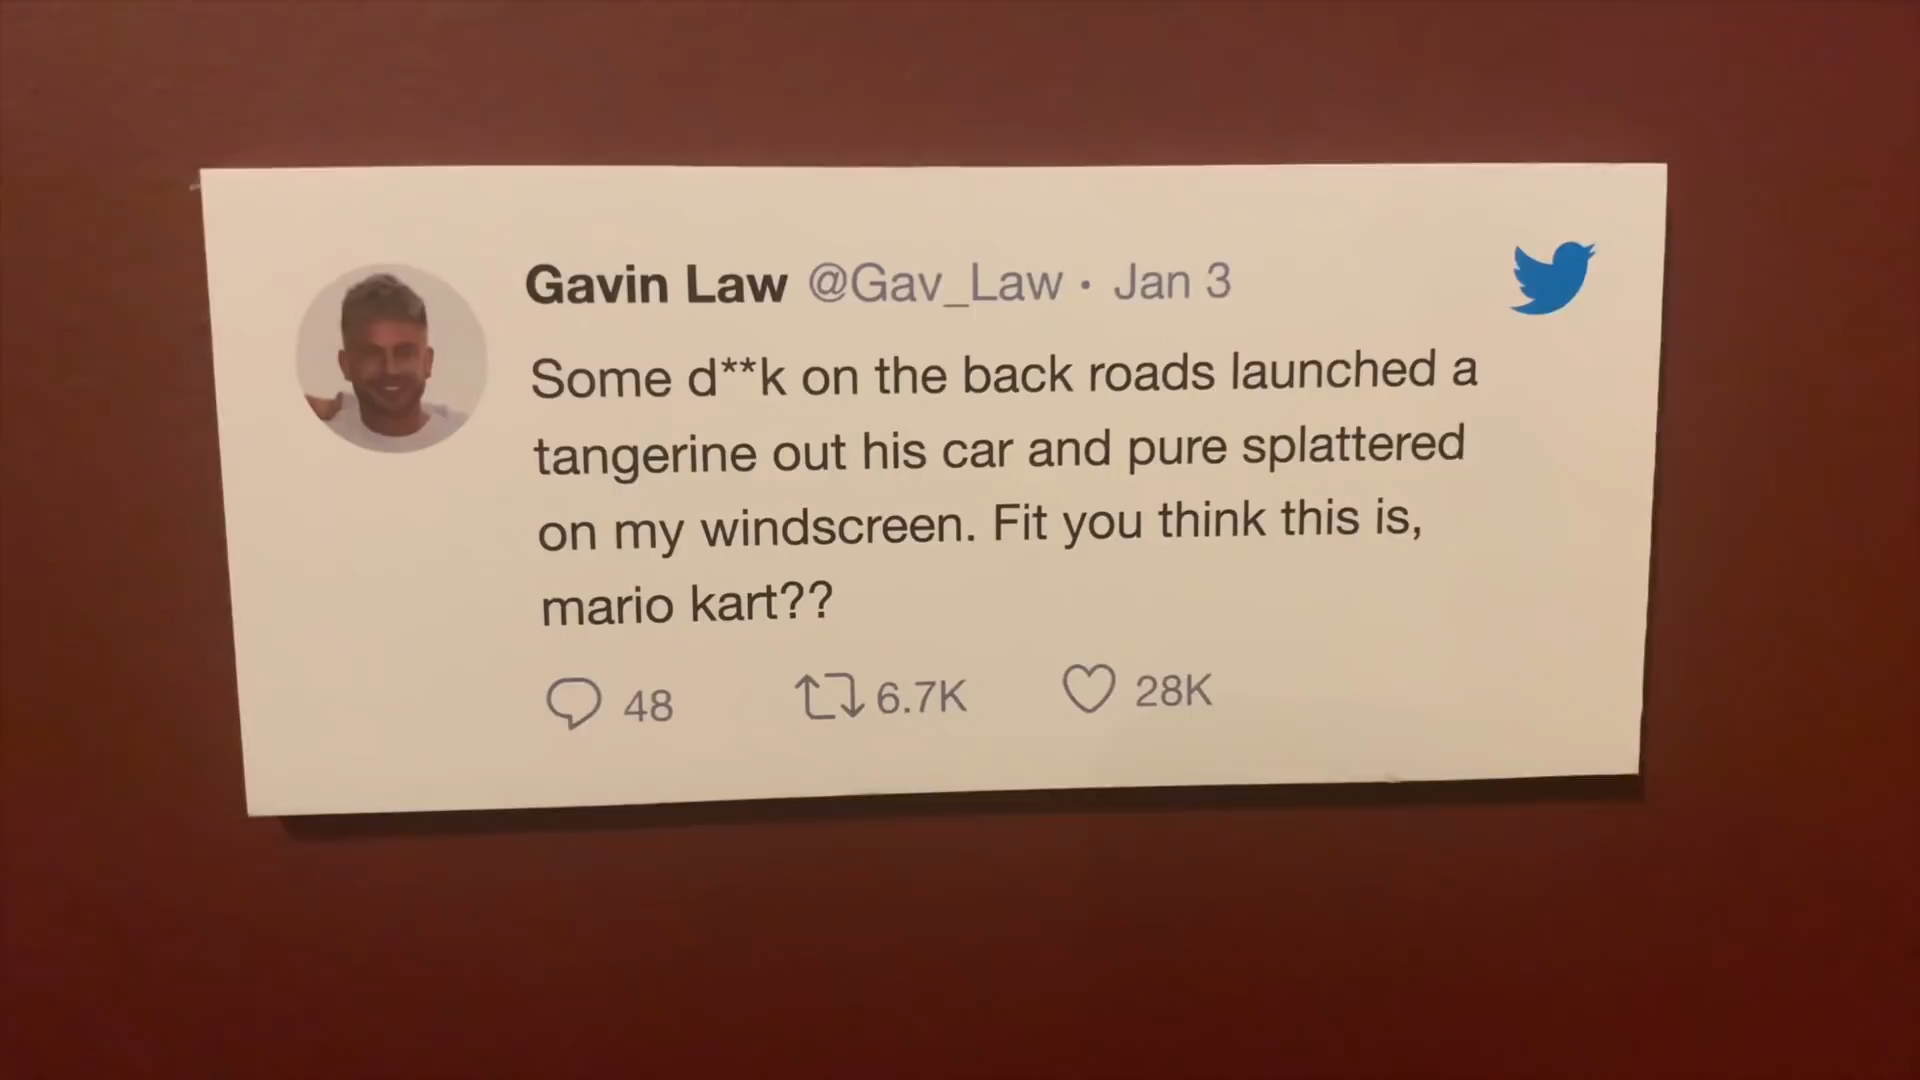 Gavin Law @Gav_Law · Jan 3
Some d**k on the back roads launched a
tangerine out his car and pure splattered
on my windscreen. Fit you think this is,
mario kart??
48 6.7K 28K